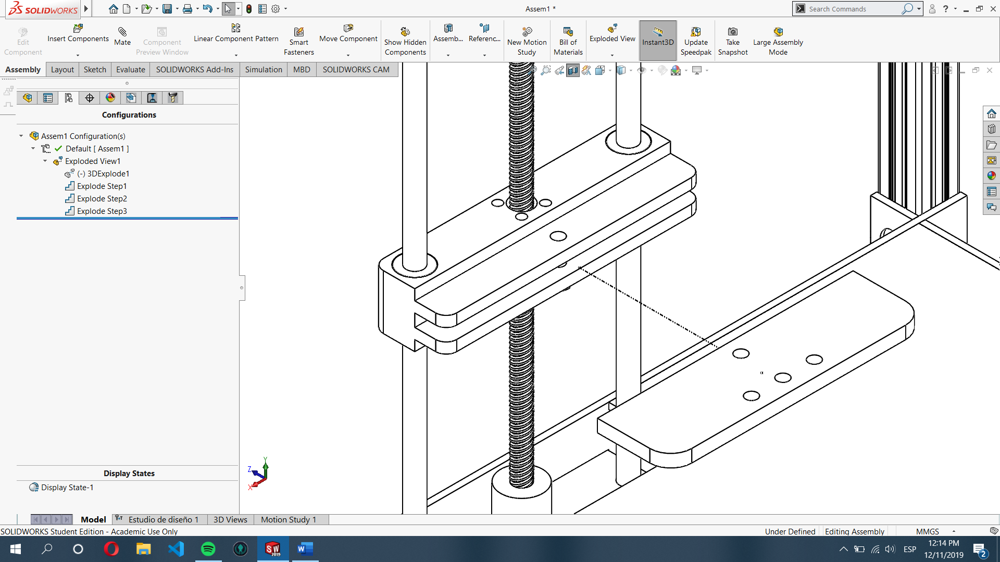 SOLIDWORKS
Assem1 *
Search Commands
Edit Component
Insert Components
Mate
Component Preview Window
Linear Component Pattern
Smart Fasteners
Move Component
Show Hidden Components
Assemb...
Referenc...
New Motion Study
Bill of Materials
Exploded View
Instant3D
Update Speedpak
Take Snapshot
Large Assembly Mode
Assembly
Layout
Sketch
Evaluate
SOLIDWORKS Add-Ins
Simulation
MBD
SOLIDWORKS CAM
Configurations
Assem1 Configuration(s)
Default [ Assem1 ]
Exploded View1
(-) 3DExplode1
Explode Step1
Explode Step2
Explode Step3
Y
Z
X
Display States
Display State-1
Model
Estudio de diseño 1
3D Views
Motion Study 1
SOLIDWORKS Student Edition - Academic Use Only
Under Defined
Editing Assembly
MMGS
SW
2019
W
ESP
12:14 PM
12/11/2019
2